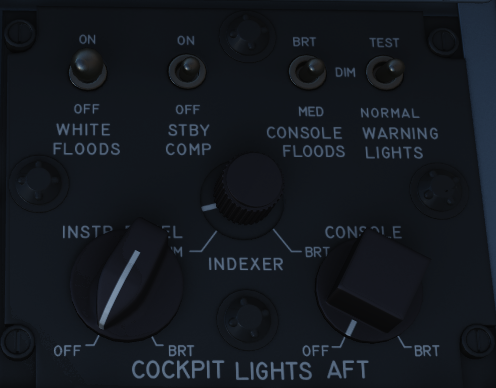 ON ON BRT TEST
DIM
OFF OFF MED NORMAL
WHITE FLOODS
STBY COMP
CONSOLE FLOODS
WARNING LIGHTS
CONSOLE
BRT
INDEXER
OFF BRT OFF BRT
COCKPIT LIGHTS AFT